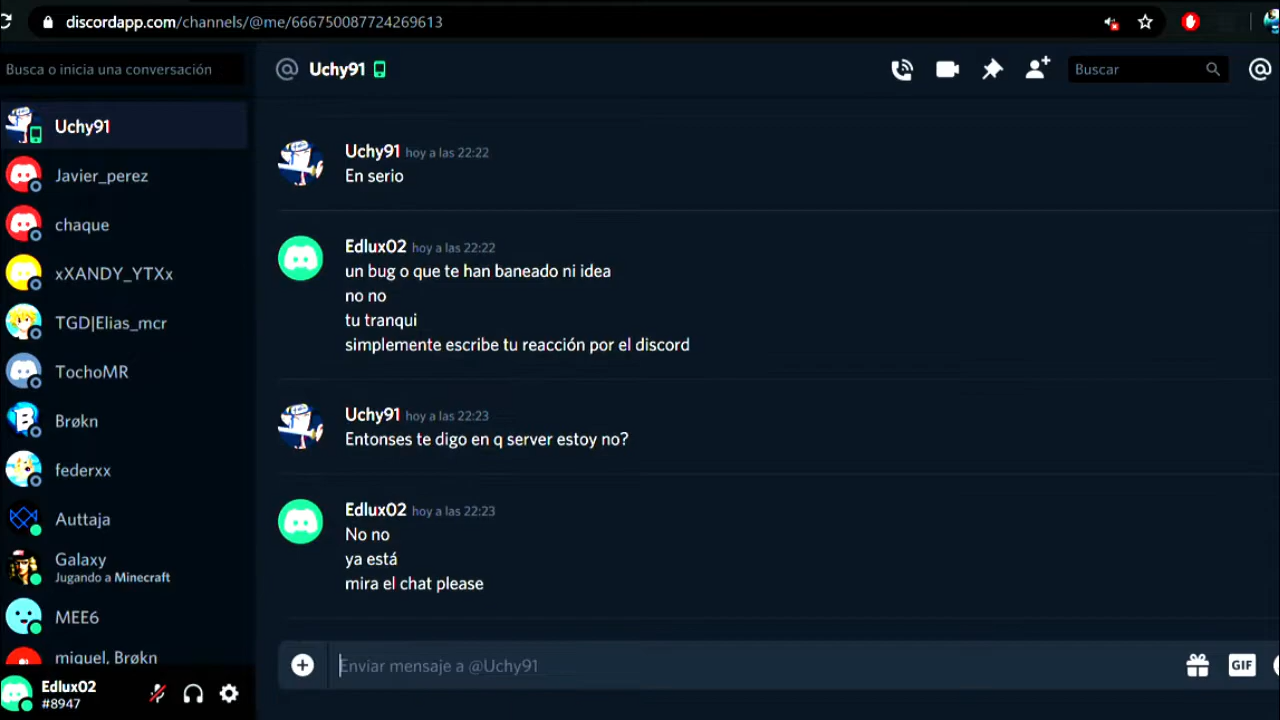 discordapp.com/channels/@me/666750087724269613
Busca o inicia una conversación
Uchy91
Buscar
Uchy91
Javier_perez
chaque
xXANDY_YTXx
TGD|Elias_mcr
TochoMR
Brøkn
federxx
Auttaja
Galaxy
Jugando a Minecraft
MEE6
miguel, Brøkn
Edlux02
#8947
Uchy91 hoy a las 22:22
En serio
Edlux02 hoy a las 22:22
un bug o que te han baneado ni idea
no no
tu tranqui
simplemente escribe tu reacción por el discord
Uchy91 hoy a las 22:23
Entonses te digo en q server estoy no?
Edlux02 hoy a las 22:23
No no
ya está
mira el chat please
Enviar mensaje a @Uchy91
GIF